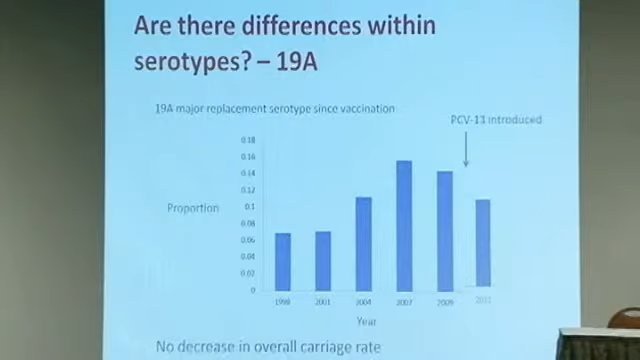 Are there differences within
serotypes? – 19A
19A major replacement serotype since vaccination
PCV-13 introduced
0.18
0.16
0.14
0.12
0.1
0.08
0.06
0.04
0.02
0
Proportion
1998
2001
2004
2007
2009
2011
Year
No decrease in overall carriage rate